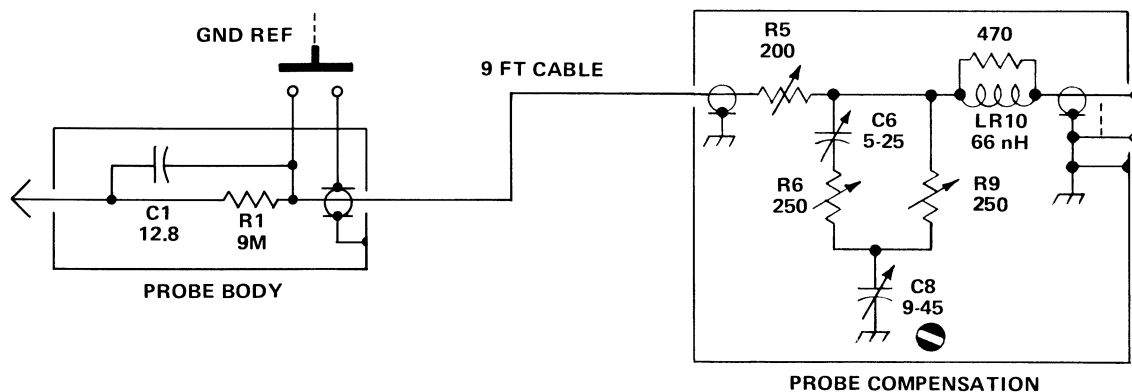 GND REF
9 FT CABLE
C1
12.8
R1
9M
PROBE BODY
R5
200
470
LR10
66 nH
C6
5-25
R6
250
R9
250
C8
9-45
PROBE COMPENSATION